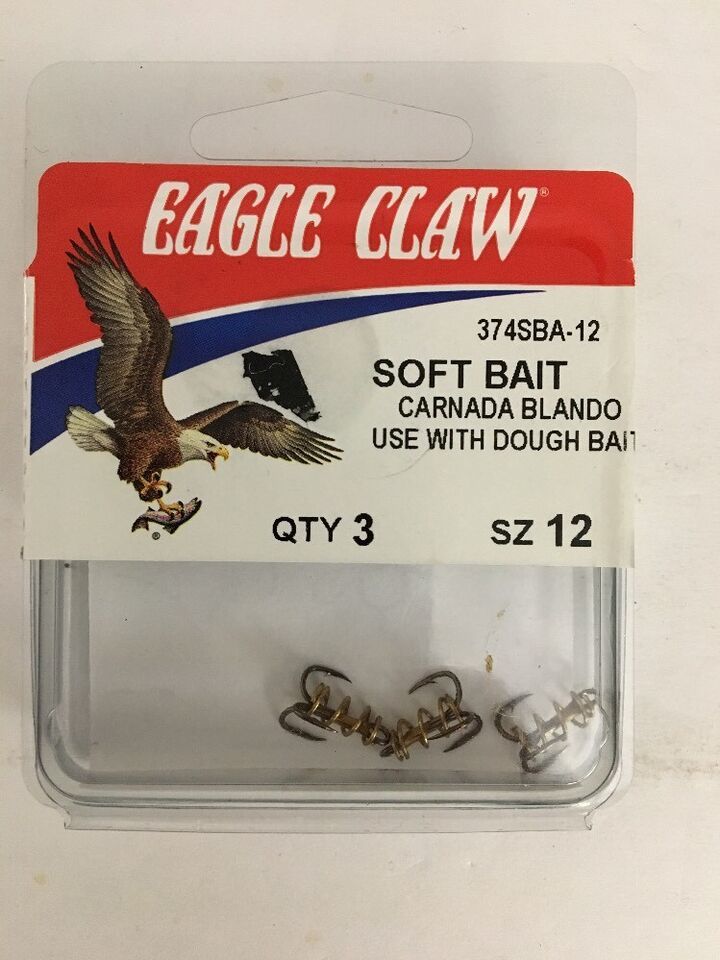 EAGLE CLAW®
374SBA-12
SOFT BAIT
CARNADA BLANDO
USE WITH DOUGH BAIT
®
QTY 3 SZ 12